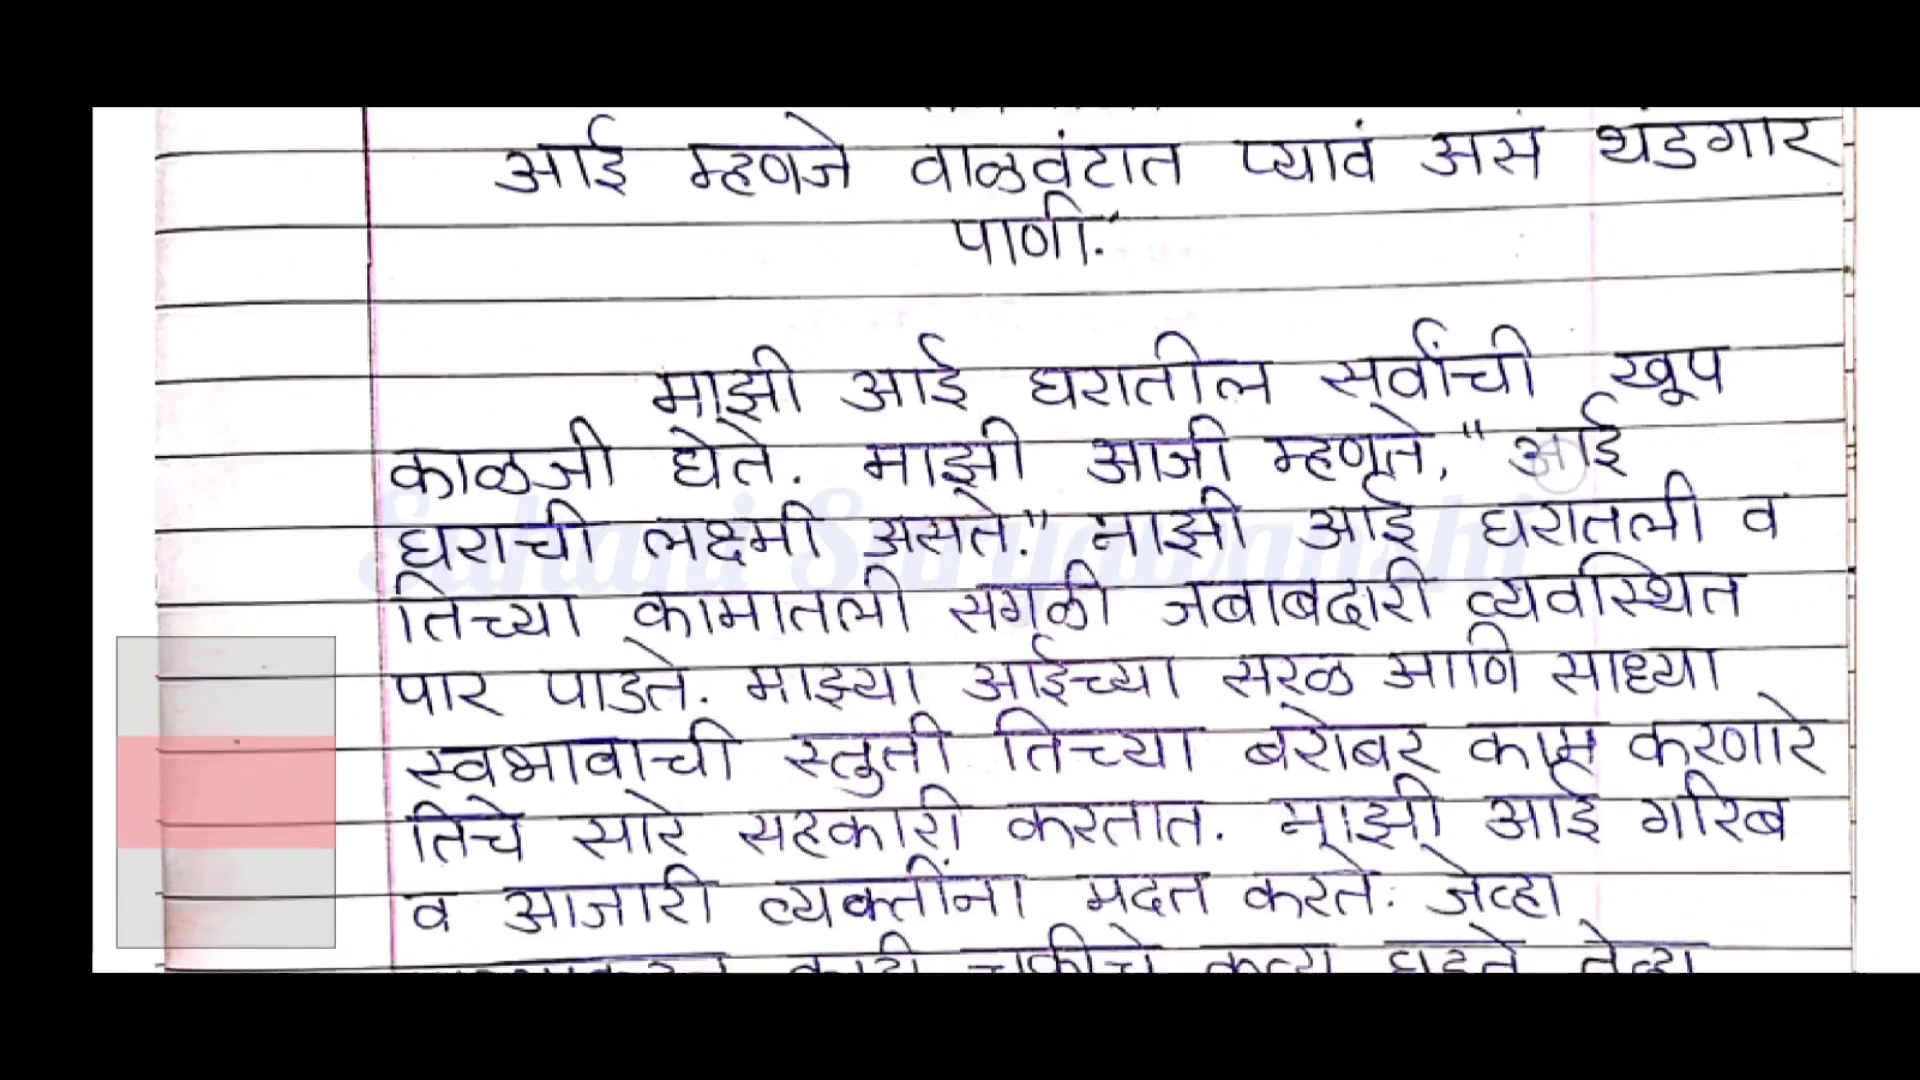 आई म्हणजे वाळवंटात प्यावं असं थंडगार
पाणी."
माझी आई घरातील सर्वांची खूप
काळजी घेते. माझी आजी म्हणते, "आई
घराची लक्ष्मी असते." माझी आई घरातली व
तिच्या कामातली सगळी जबाबदारी व्यवस्थित
पार पाडते. माझ्या आईच्या सरळ आणि साध्या
स्वभावाची स्तुती तिच्या बरोबर काम करणारे
तिचे सारे सहकारी करतात. माझी आई गरिब
व आजारी व्यक्तींना मदत करते. जेव्हा
काही चुकीचे कृत्य घडते तेव्हा